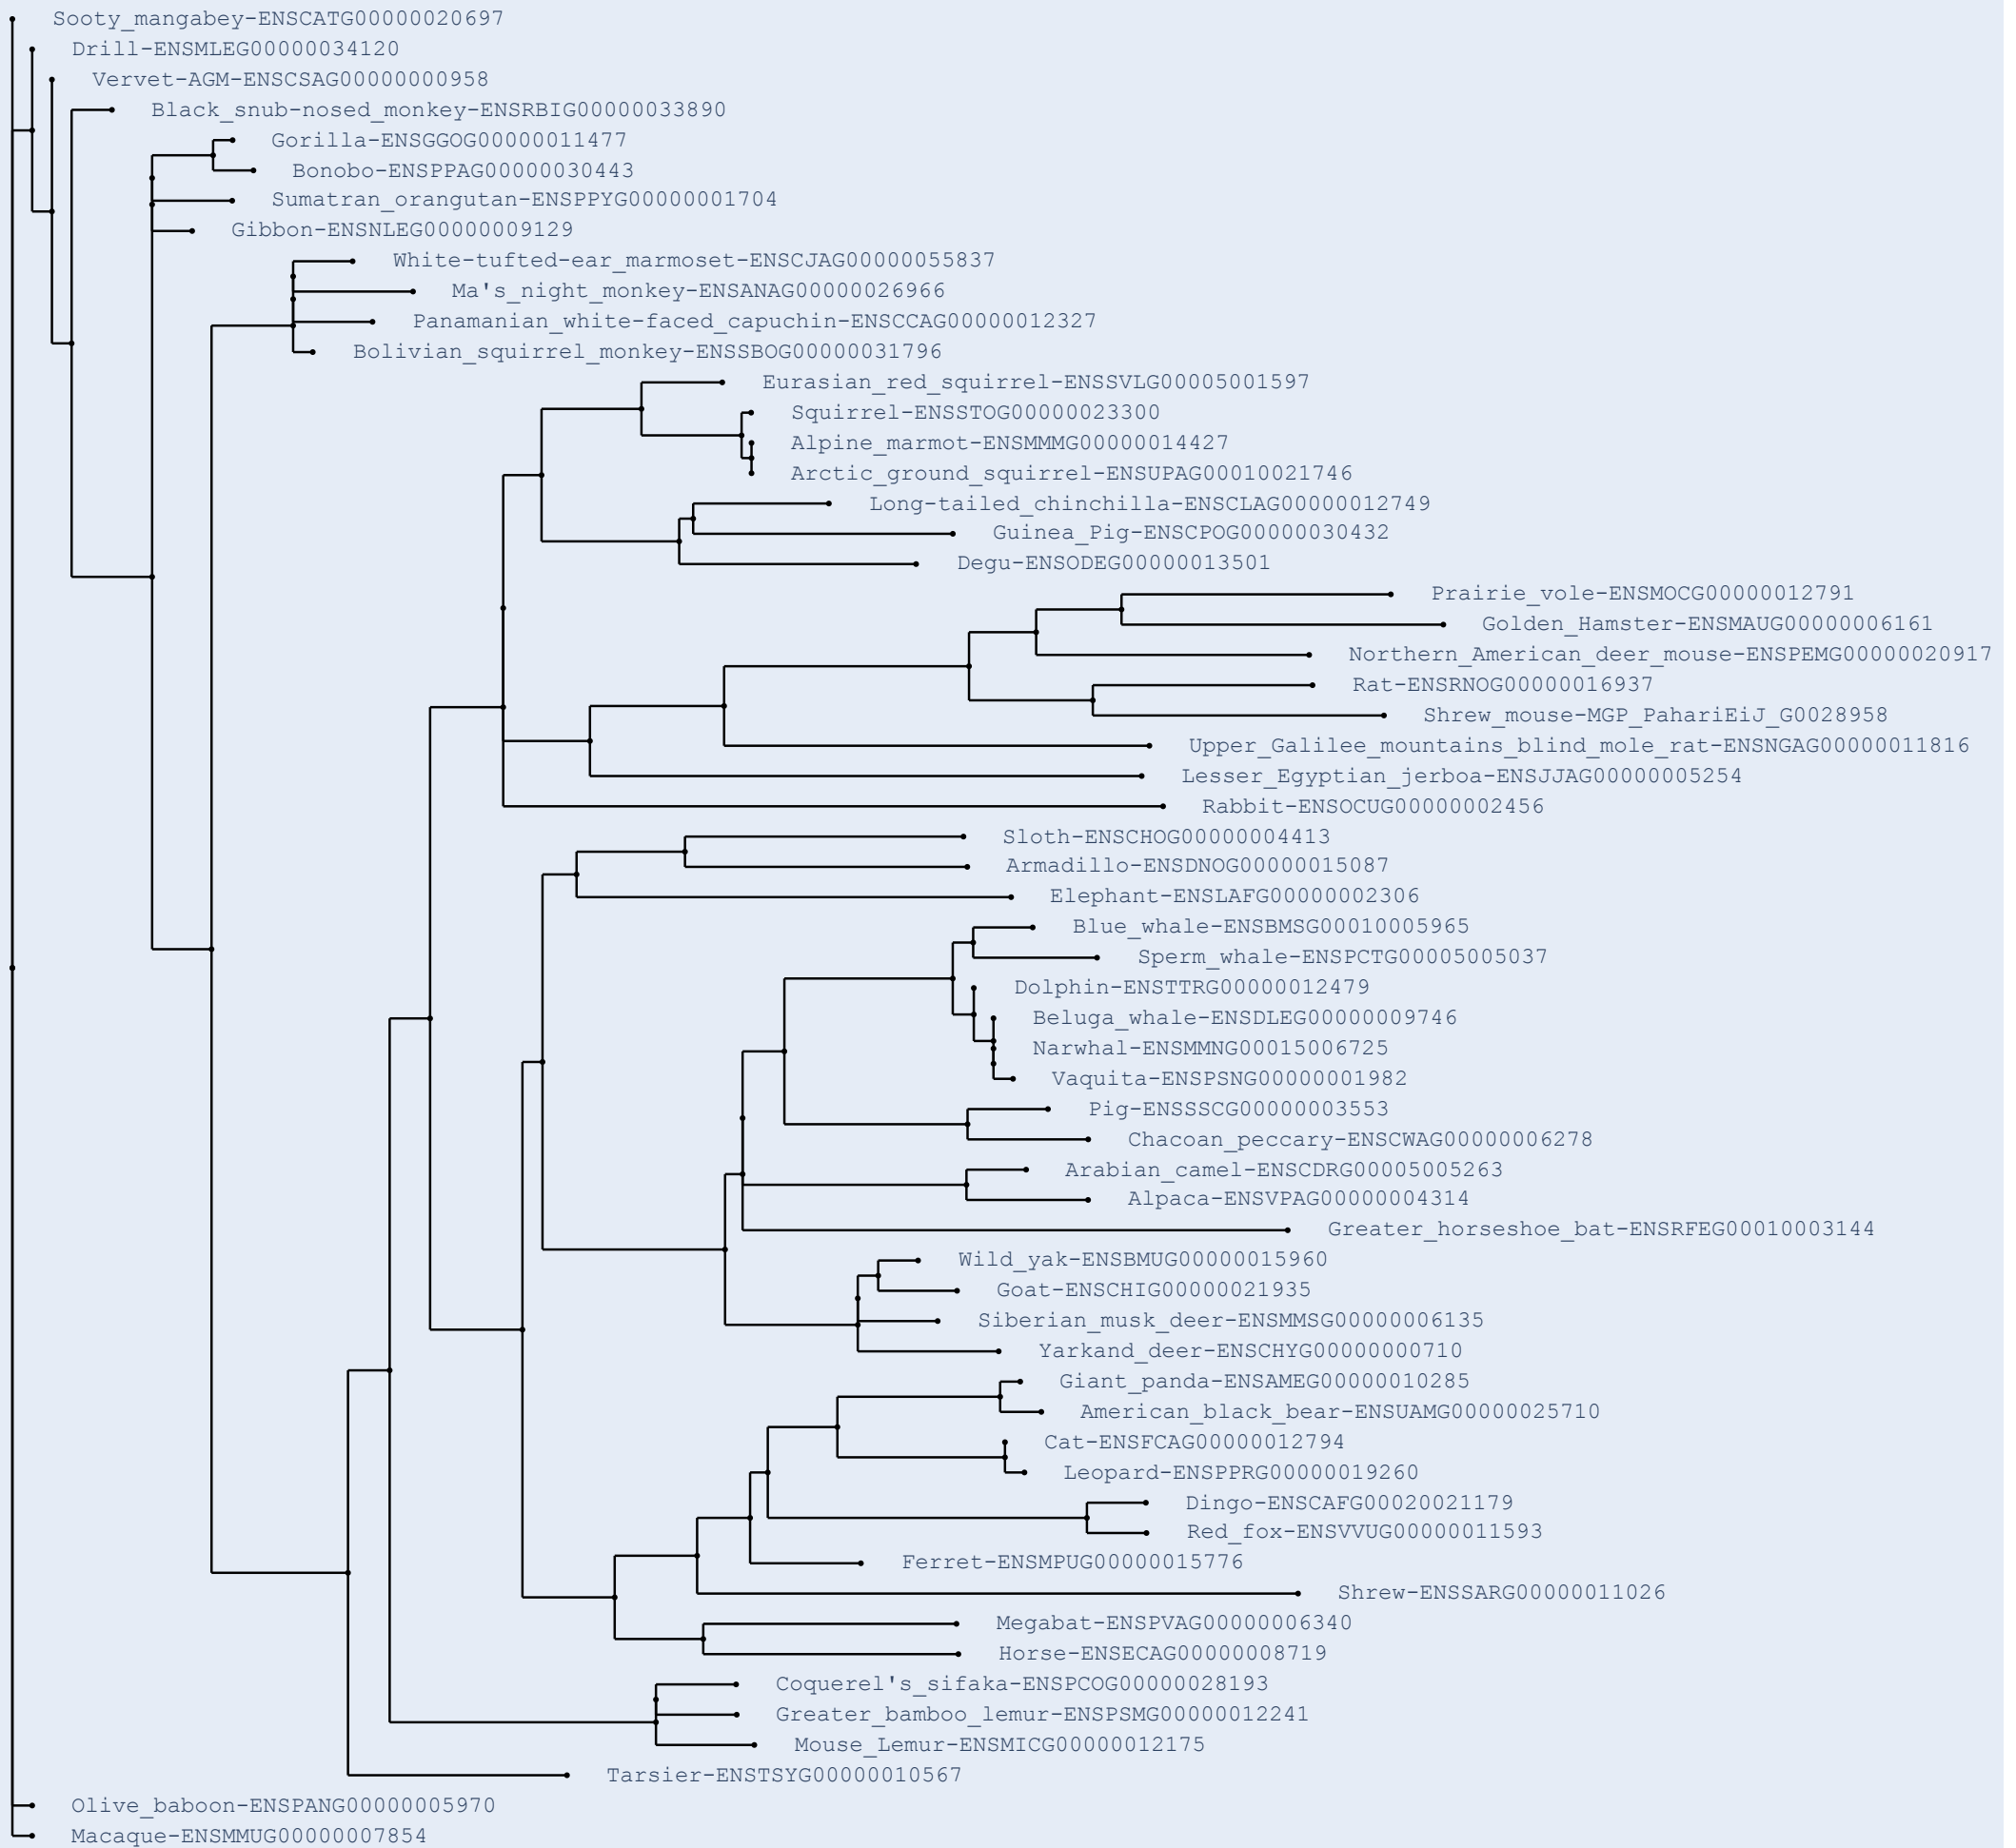 Sooty_mangabey-ENSCATG00000020697
Drill-ENSMLEG00000034120
Vervet-AGM-ENSCSAG00000000958
Black_snub-nosed_monkey-ENSRBIG00000033890
Gorilla-ENSGGOG00000011477
Bonobo-ENSPPAG00000030443
Sumatran_orangutan-ENSPPYG00000001704
Gibbon-ENSNLEG00000009129
White-tufted-ear_marmoset-ENSCJAG00000055837
Ma's_night_monkey-ENSANAG00000026966
Panamanian_white-faced_capuchin-ENSCCAG00000012327
Bolivian_squirrel_monkey-ENSSBOG00000031796
Eurasian_red_squirrel-ENSSVLG00005001597
Squirrel-ENSSTOG00000023300
Alpine_marmot-ENSMMMG00000014427
Arctic_ground_squirrel-ENSUPAG00010021746
Long-tailed_chinchilla-ENSCLAG00000012749
Guinea_Pig-ENSCPOG00000030432
Degu-ENSODEG00000013501
Prairie_vole-ENSMOCG00000012791
Golden_Hamster-ENSMAUG00000006161
Northern_American_deer_mouse-ENSPEMG00000020917
Rat-ENSRNOG00000016937
Shrew_mouse-MGP_PahariEiJ_G0028958
Upper_Galilee_mountains_blind_mole_rat-ENSNGAG00000011816
Lesser_Egyptian_jerboa-ENSJJAG00000005254
Rabbit-ENSOCUG00000002456
Sloth-ENSCHOG00000004413
Armadillo-ENSDNOG00000015087
Elephant-ENSLAFG00000002306
Blue_whale-ENSBMSG00010005965
Sperm_whale-ENSPCTG00005005037
Dolphin-ENSTTRG00000012479
Beluga_whale-ENSDLEG00000009746
Narwhal-ENSMMNG00015006725
Vaquita-ENSPSNG00000001982
Pig-ENSSSCG00000003553
Chacoan_peccary-ENSCWAG00000006278
Arabian_camel-ENSCDRG00005005263
Alpaca-ENSVPAG00000004314
Greater_horseshoe_bat-ENSRFEG00010003144
Wild_yak-ENSBMUG00000015960
Goat-ENSCHIG00000021935
Siberian_musk_deer-ENSMMSG00000006135
Yarkand_deer-ENSCHYG00000000710
Giant_panda-ENSAMEG00000010285
American_black_bear-ENSUAMG00000025710
Cat-ENSFCAG00000012794
Leopard-ENSPPRG00000019260
Dingo-ENSCAFG00020021179
Red_fox-ENSVVUG00000011593
Ferret-ENSMPUG00000015776
Shrew-ENSSARG00000011026
Megabat-ENSPVAG00000006340
Horse-ENSECAG00000008719
Coquerel's_sifaka-ENSPCOG00000028193
Greater_bamboo_lemur-ENSPSMG00000012241
Mouse_Lemur-ENSMICG00000012175
Tarsier-ENSTSYG00000010567
Olive_baboon-ENSPANG00000005970
Macaque-ENSMMUG00000007854